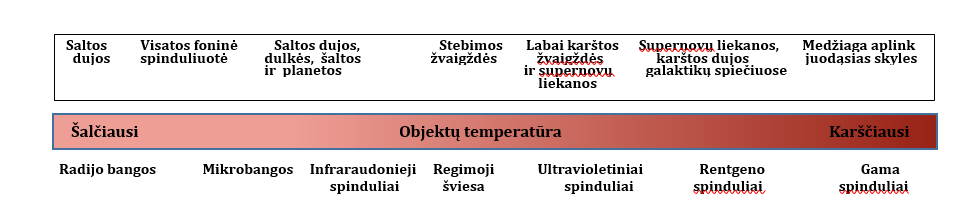 Saltos Visatos foninė Saltos dujos, Stebimos Labai karštos Supernovų liekanos, Medžiaga aplink
dujos spinduliuotė dulkės, šaltos žvaigždės žvaigždės karštos dujos juodąsias skyles
ir planetos ir supernovų galaktikų spiečiuose
liekanos
Šalčiausi Objektų temperatūra Karščiausi
Radijo bangos Mikrobangos Infraraudonieji Regimoji Ultravioletiniai Rentgeno Gama
spinduliai šviesa spinduliai spinduliai spinduliai